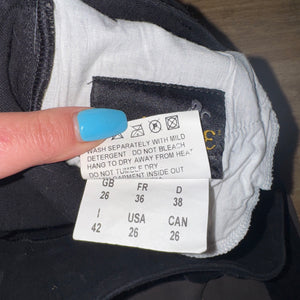 WASH SEPARATELY WITH MILD
DETERGENT DO NOT BLEACH
HANG TO DRY AWAY FROM HEAT
DO NOT TUMBLE DRY
GARMENT INSIDE OUT
GB FR D
26 36 38
I USA CAN
42 26 26